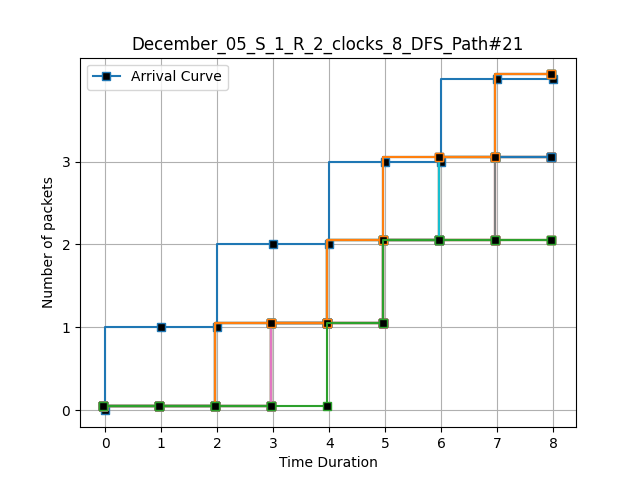 December_05_S_1_R_2_clocks_8_DFS_Path#21
Arrival Curve
Number of packets
3
2
1
0
0 1 2 3 4 5 6 7 8
Time Duration